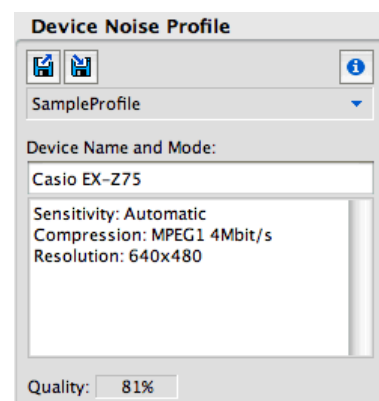 Device Noise Profile
SampleProfile
Device Name and Mode:
Casio EX-Z75
Sensitivity: Automatic
Compression: MPEG1 4Mbit/s
Resolution: 640x480
Quality: 81%